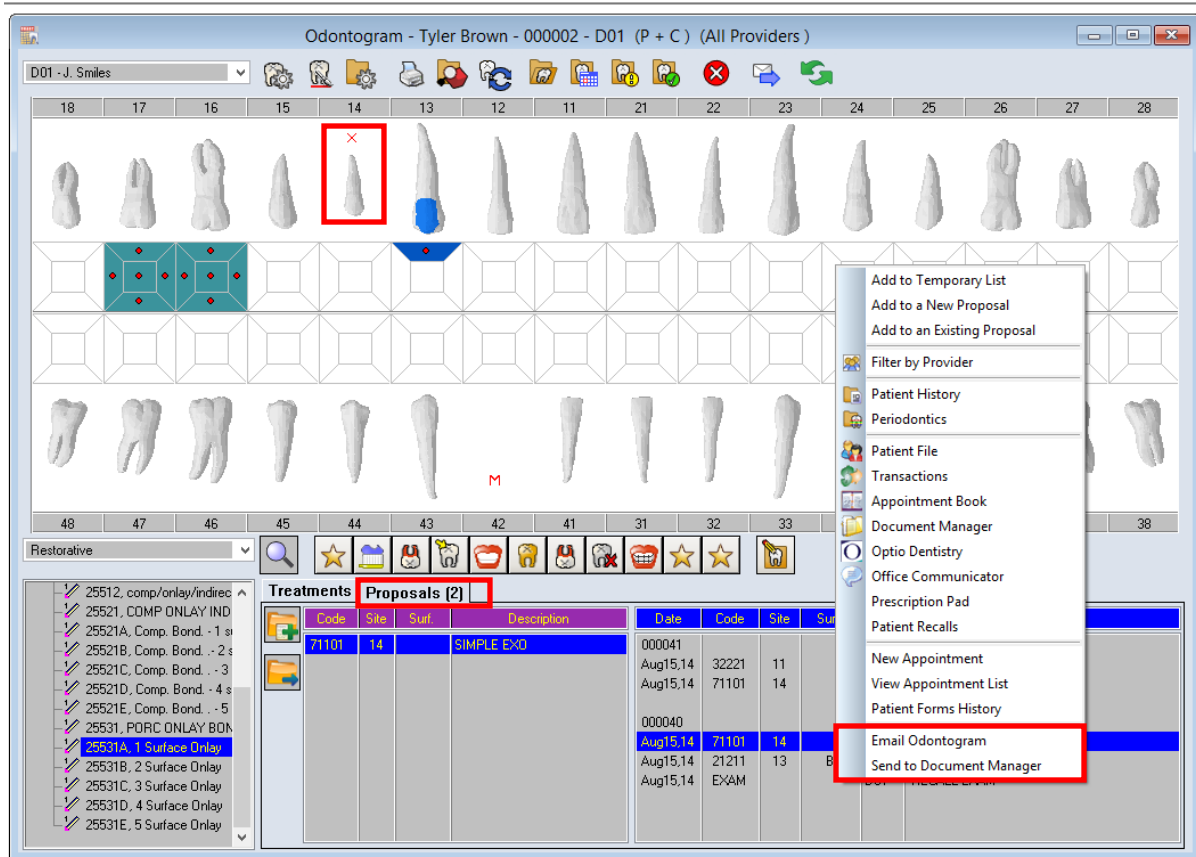 Odontogram - Tyler Brown - 000002 - D01 (P + C ) (All Providers )
D01 - J. Smiles
18 17 16 15 14 13 12 11 21 22 23 24 25 26 27 28
Add to Temporary List
Add to a New Proposal
Add to an Existing Proposal
Filter by Provider
Patient History
Periodontics
Patient File
Transactions
Appointment Book
Document Manager
Optio Dentistry
Office Communicator
Prescription Pad
Patient Recalls
New Appointment
View Appointment List
Patient Forms History
Email Odontogram
Send to Document Manager
M
48 47 46 45 44 43 42 41 31 32 33 38
Restorative
25512, comp/onlay/indirec
25521, COMP ONLAY IND
25521A, Comp. Bond. - 1 su
25521B, Comp. Bond. .- 2 s
25521C, Comp. Bond. . - 3
25521D, Comp. Bond. - 4 s
25521E, Comp. Bond. . - 5
25531, PORC ONLAY BON
25531A, 1 Surface Onlay
25531B, 2 Surface Onlay
25531C, 3 Surface Onlay
25531D, 4 Surface Onlay
25531E, 5 Surface Onlay
Treatments Proposals (2)
Code Site Surf. Description
71101 14 SIMPLE EXO
Date Code Site Sur
000041
Aug15,14 32221 11
Aug15,14 71101 14
000040
Aug15,14 71101 14
Aug15,14 21211 13 B
Aug15,14 EXAM D01 RECALL EXAM